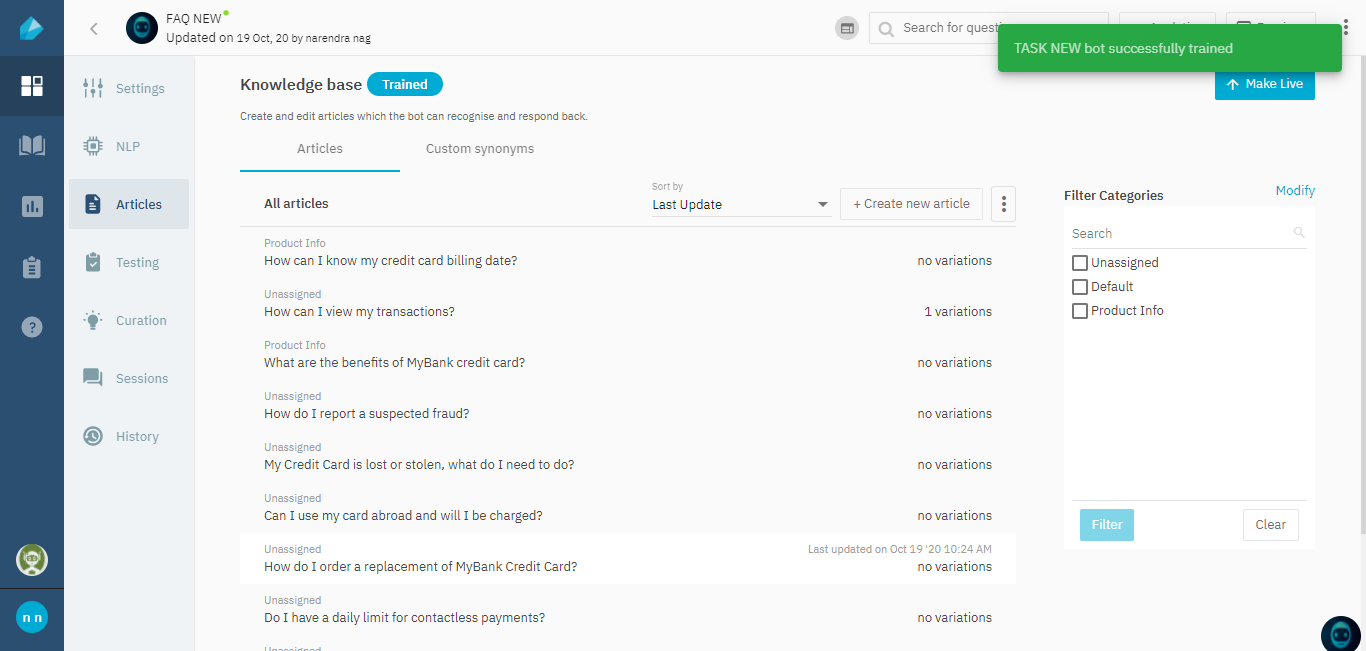 FAQ NEW
Updated on 19 Oct, 20 by narendra nag
Search for questi
TASK NEW bot successfully trained
Make Live
Settings
NLP
Articles
Testing
Curation
Sessions
History
n n
Knowledge base Trained
Create and edit articles which the bot can recognise and respond back.
Articles Custom synonyms
All articles
Sort by
Last Update
+ Create new article
Product Info
How can I know my credit card billing date? no variations
Unassigned
How can I view my transactions? 1 variations
Product Info
What are the benefits of MyBank credit card? no variations
Unassigned
How do I report a suspected fraud? no variations
Unassigned
My Credit Card is lost or stolen, what do I need to do? no variations
Unassigned
Can I use my card abroad and will I be charged? no variations
Unassigned Last updated on Oct 19 '20 10:24 AM
How do I order a replacement of MyBank Credit Card? no variations
Unassigned
Do I have a daily limit for contactless payments? no variations
Unassigned
Filter Categories Modify
Search
Unassigned
Default
Product Info
Filter Clear